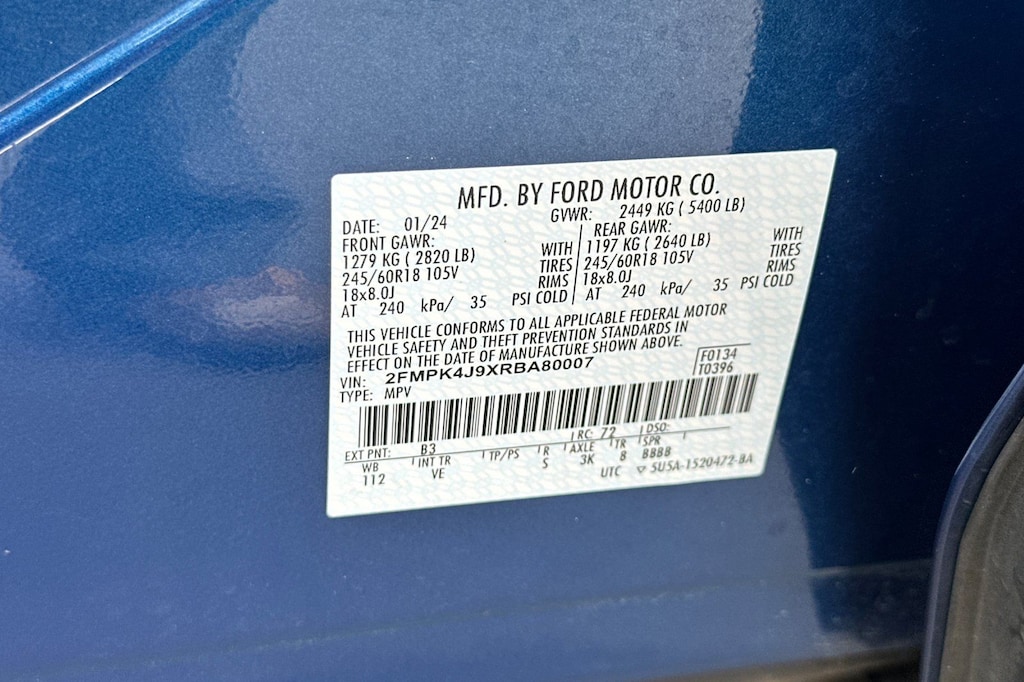 MFD. BY FORD MOTOR CO.
DATE: 01/24 GVWR: 2449 KG ( 5400 LB)
FRONT GAWR: REAR GAWR:
1279 KG ( 2820 LB) WITH 1197 KG ( 2640 LB) WITH
245/60R18 105V TIRES 245/60R18 105V TIRES
18x8.0J RIMS 18x8.0J RIMS
AT 240 kPa/ 35 PSI COLD AT 240 kPa/ 35 PSI COLD
THIS VEHICLE CONFORMS TO ALL APPLICABLE FEDERAL MOTOR
VEHICLE SAFETY AND THEFT PREVENTION STANDARDS IN
EFFECT ON THE DATE OF MANUFACTURE SHOWN ABOVE.
VIN: 2FMPK4J9XRBA80007 F0134
TYPE: MPV T0396
EXT PNT: B3 RC: 72 DSO:
WB INT TR TP/PS R AXLE TR SPR
112 VE S 3K 8 BBBB
UTC ▽ 5U5A-1520472-BA